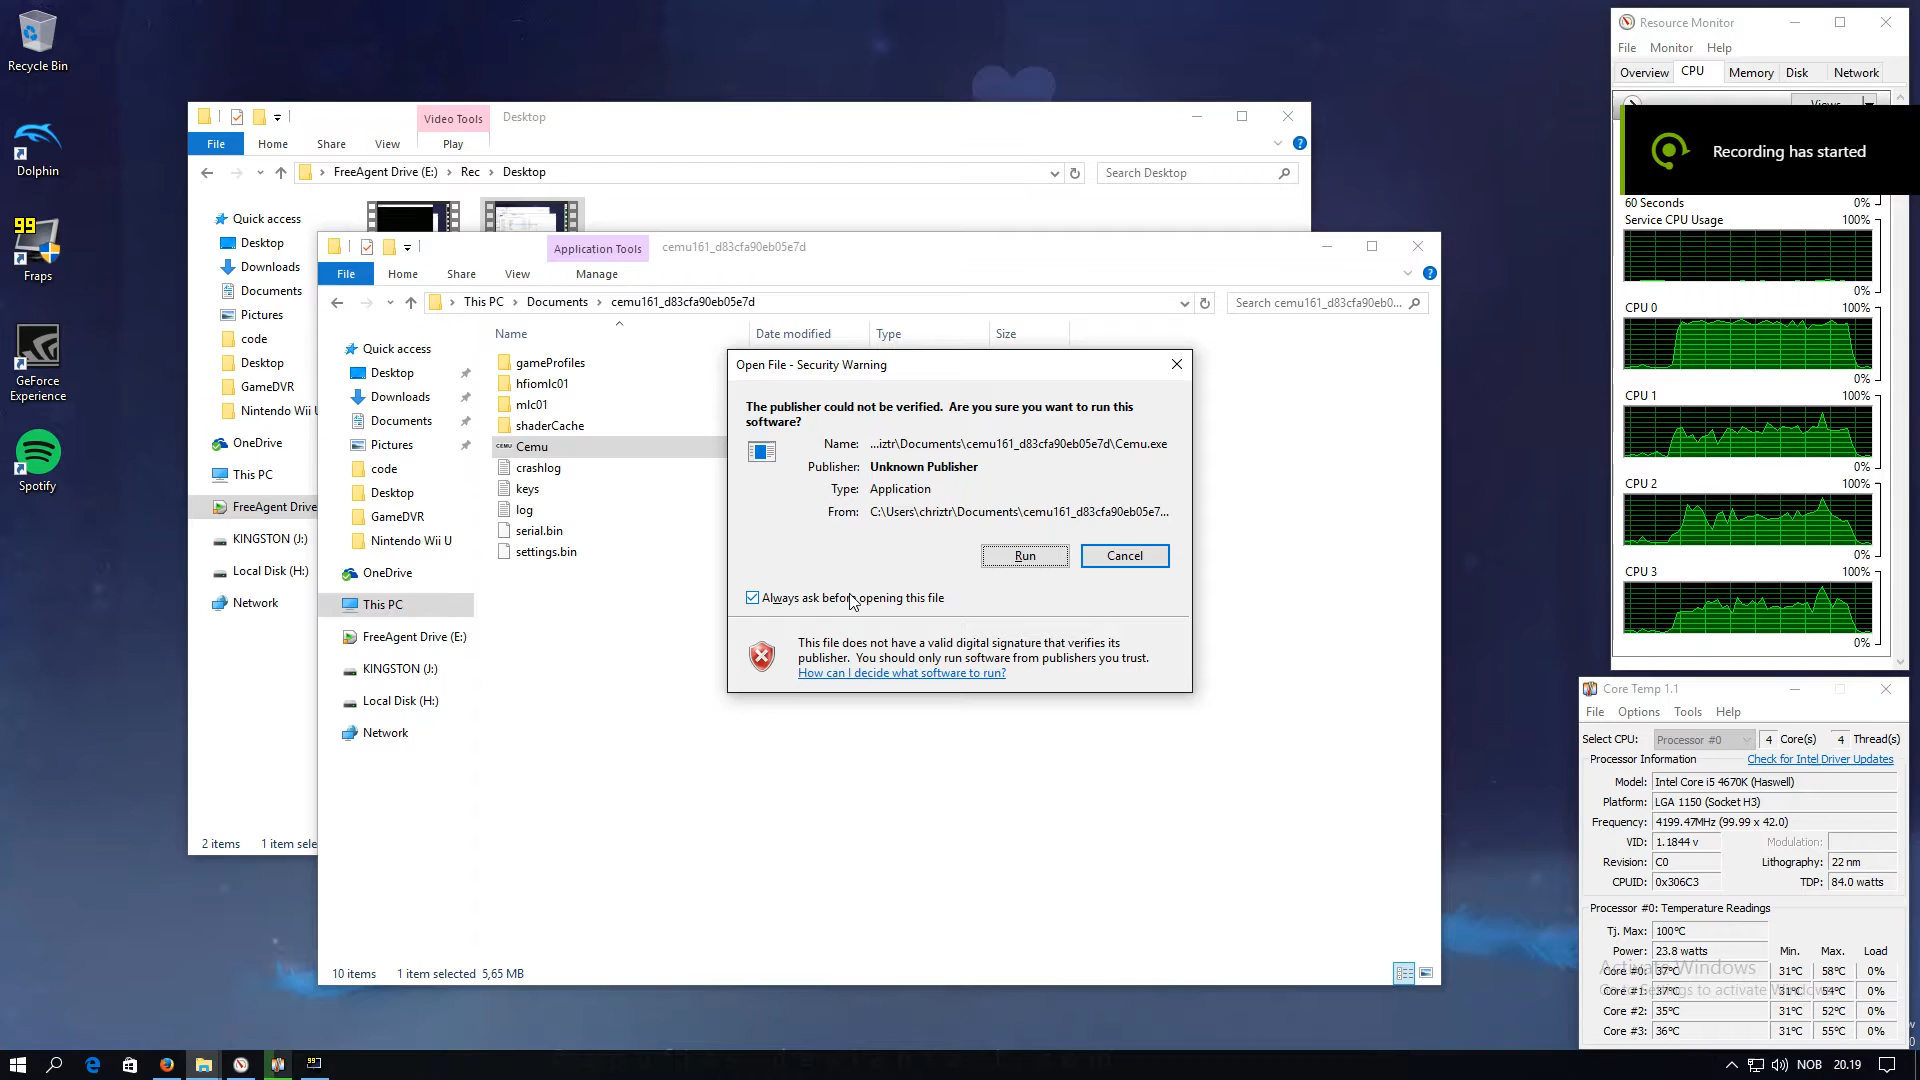 Recycle Bin
Dolphin
99
Fraps
GeForce
Experience
Spotify
Video Tools
Desktop
File
Home
Share
View
Play
FreeAgent Drive (E:)
Rec
Desktop
Search Desktop
Quick access
Desktop
Downloads
Documents
Pictures
code
Desktop
GameDVR
Nintendo Wii U
OneDrive
This PC
FreeAgent Drive
KINGSTON (J:)
Local Disk (H:)
Network
2 items
1 item sele
Application Tools
cemu161_d83cfa90eb05e7d
File
Home
Share
View
Manage
This PC
Documents
cemu161_d83cfa90eb05e7d
Search cemu161_d83cfa90eb0...
Quick access
Desktop
Downloads
Documents
Pictures
code
Desktop
GameDVR
Nintendo Wii U
OneDrive
This PC
FreeAgent Drive (E:)
KINGSTON (J:)
Local Disk (H:)
Network
Name
Date modified
Type
Size
gameProfiles
hfiomlc01
mlc01
shaderCache
CEMU
Cemu
crashlog
keys
log
serial.bin
settings.bin
10 items
1 item selected 5,65 MB
Open File - Security Warning
The publisher could not be verified. Are you sure you want to run this
software?
Name: ...iztr\Documents\cemu161_d83cfa90eb05e7d\Cemu.exe
Publisher: Unknown Publisher
Type: Application
From: C:\Users\chriztr\Documents\cemu161_d83cfa90eb05e7...
Run
Cancel
Always ask before opening this file
This file does not have a valid digital signature that verifies its
publisher. You should only run software from publishers you trust.
How can I decide what software to run?
Resource Monitor
File
Monitor
Help
Overview
CPU
Memory
Disk
Network
Views
Recording has started
60 Seconds
0%
Service CPU Usage
100%
0%
CPU 0
100%
0%
CPU 1
100%
0%
CPU 2
100%
0%
CPU 3
100%
0%
Core Temp 1.1
File
Options
Tools
Help
Select CPU:
Processor #0
4
Core(s)
4
Thread(s)
Processor Information
Check for Intel Driver Updates
Model: Intel Core i5 4670K (Haswell)
Platform: LGA 1150 (Socket H3)
Frequency: 4199.47MHz (99.99 x 42.0)
VID: 1.1844 v
Modulation:
Revision: C0
Lithography: 22 nm
CPUID: 0x306C3
TDP: 84.0 watts
Processor #0: Temperature Readings
Tj. Max: 100°C
Power: 23.8 watts
Min.
Max.
Load
Core #0: 37°C 31°C 58°C 0%
Core #1: 37°C 31°C 54°C 0%
Core #2: 35°C 31°C 52°C 0%
Core #3: 36°C 31°C 55°C 0%
Activate Windows
Go to Settings to activate Windows
99
NOB
20.19